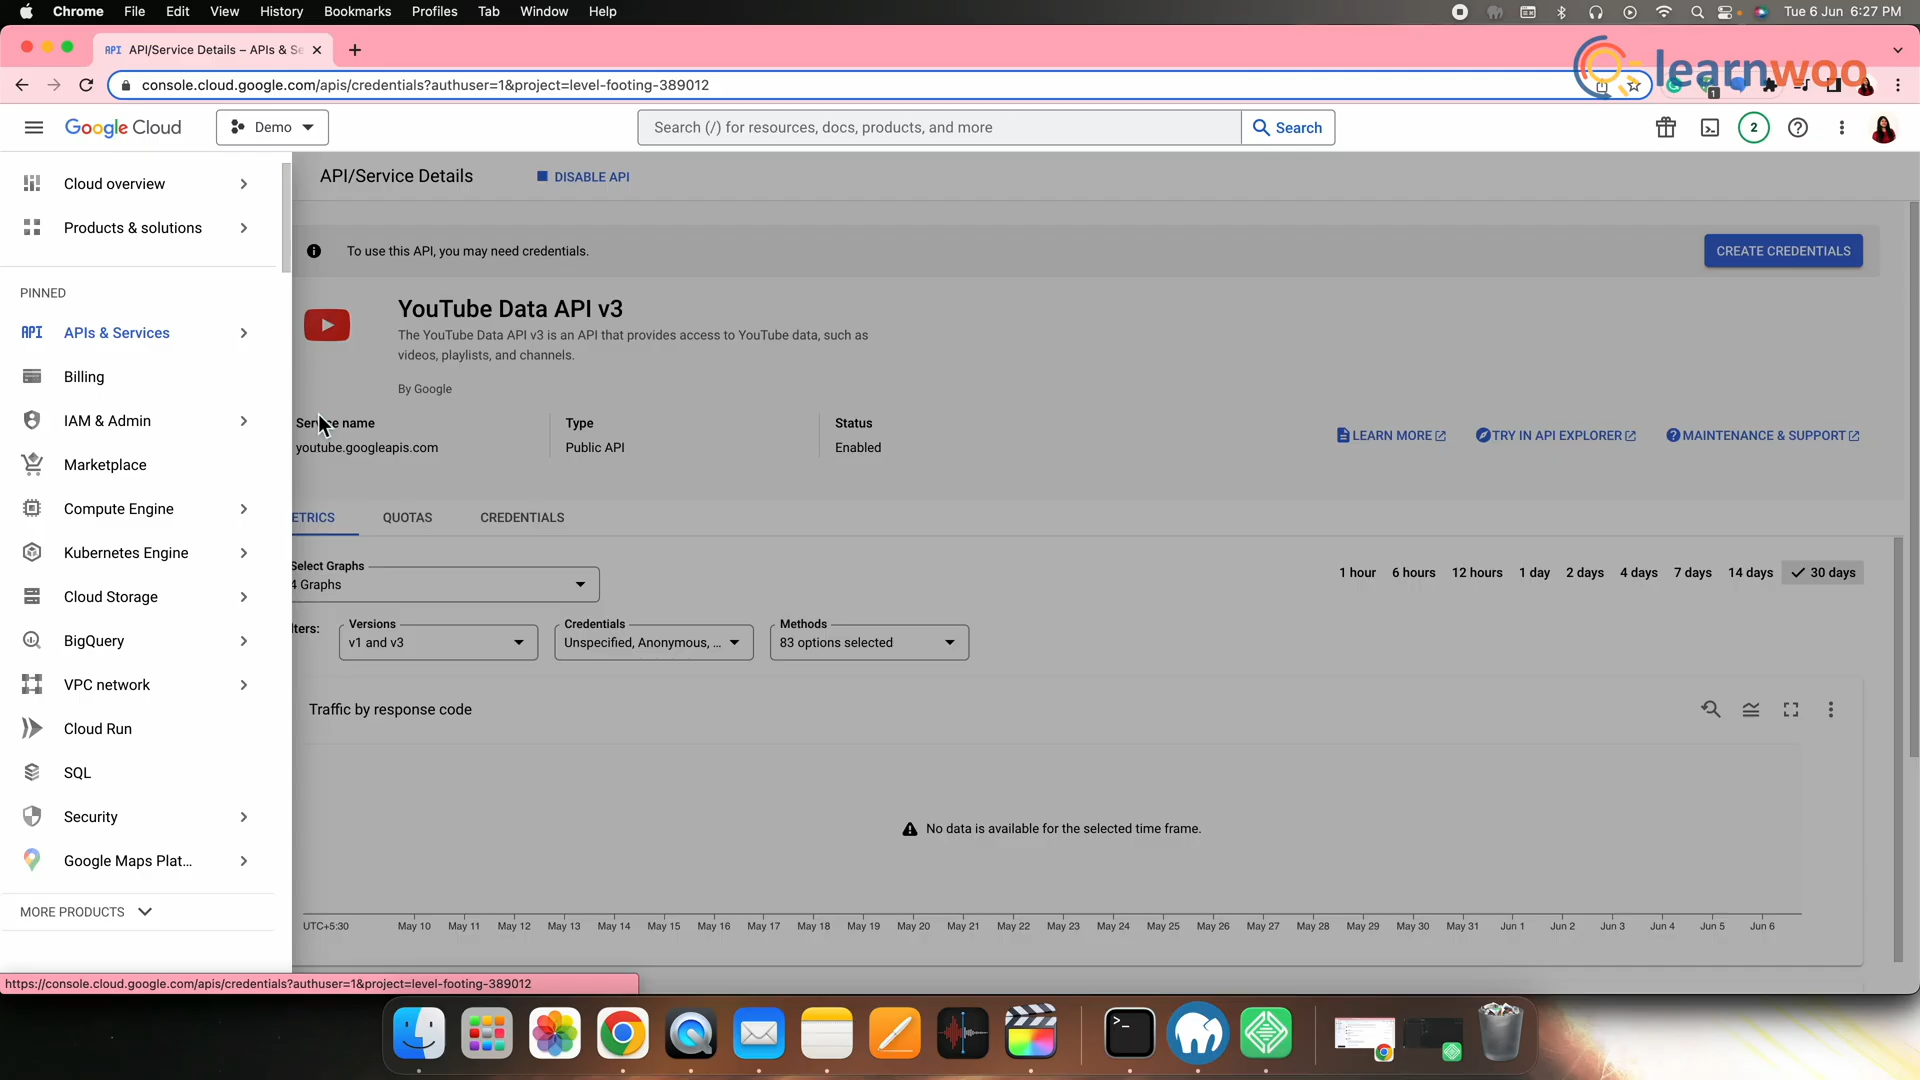 Chrome File Edit View History Bookmarks Profiles Tab Window Help
Tue 6 Jun 6:27 PM
API API/Service Details – APIs & Se
learnwoo
console.cloud.google.com/apis/credentials?authuser=1&project=level-footing-389012
1
Google Cloud
Demo
Search (/) for resources, docs, products, and more
Search
2
Cloud overview
Products & solutions
PINNED
API APIs & Services
Billing
IAM & Admin
Marketplace
Compute Engine
Kubernetes Engine
Cloud Storage
BigQuery
VPC network
Cloud Run
SQL
Security
Google Maps Plat...
MORE PRODUCTS
API/Service Details
DISABLE API
To use this API, you may need credentials.
CREATE CREDENTIALS
YouTube Data API v3
The YouTube Data API v3 is an API that provides access to YouTube data, such as
videos, playlists, and channels.
By Google
Service name
youtube.googleapis.com
Type
Public API
Status
Enabled
LEARN MORE
TRY IN API EXPLORER
MAINTENANCE & SUPPORT
ETRICS
QUOTAS
CREDENTIALS
Select Graphs
4 Graphs
1 hour 6 hours 12 hours 1 day 2 days 4 days 7 days 14 days 30 days
lters:
Versions
v1 and v3
Credentials
Unspecified, Anonymous, ...
Methods
83 options selected
Traffic by response code
No data is available for the selected time frame.
UTC+5:30 May 10 May 11 May 12 May 13 May 14 May 15 May 16 May 17 May 18 May 19 May 20 May 21 May 22 May 23 May 24 May 25 May 26 May 27 May 28 May 29 May 30 May 31 Jun 1 Jun 2 Jun 3 Jun 4 Jun 5 Jun 6
https://console.cloud.google.com/apis/credentials?authuser=1&project=level-footing-389012